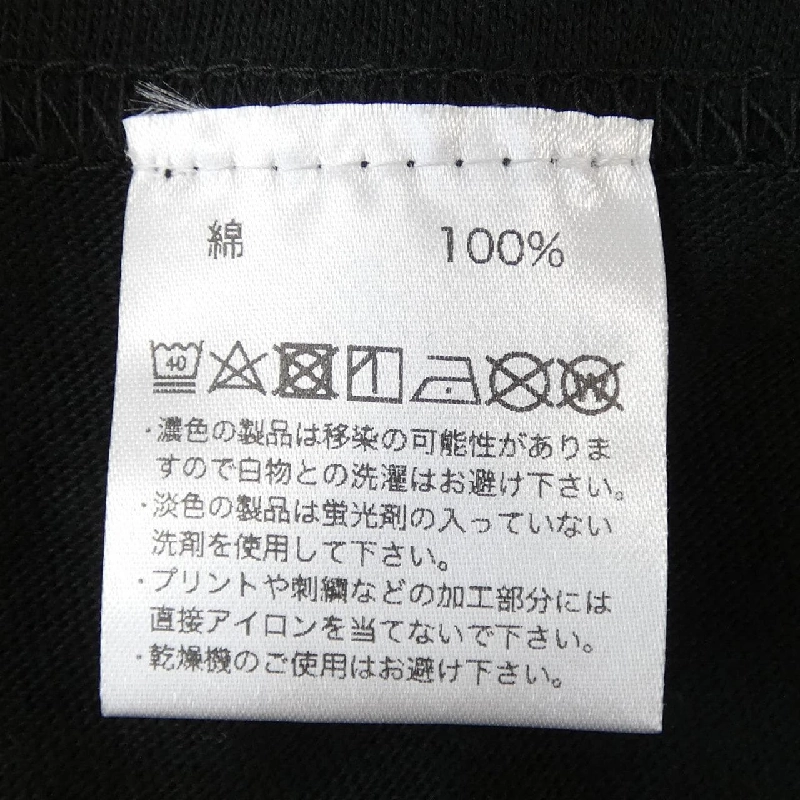 綿 100%
40
W
・濃色の製品は移染の可能性がありま
すので白物との洗濯はお避け下さい。
・淡色の製品は蛍光剤の入っていない
洗剤を使用して下さい。
・プリントや刺繍などの加工部分には
直接アイロンを当てないで下さい。
・乾燥機のご使用はお避け下さい。